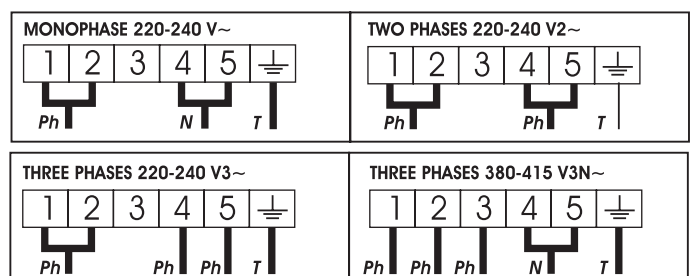 MONOPHASE 220-240 V~
1 2 3 4 5
Ph N T
TWO PHASES 220-240 V2~
1 2 3 4 5
Ph Ph T
THREE PHASES 220-240 V3~
1 2 3 4 5
Ph Ph Ph T
THREE PHASES 380-415 V3N~
1 2 3 4 5
Ph Ph Ph N T